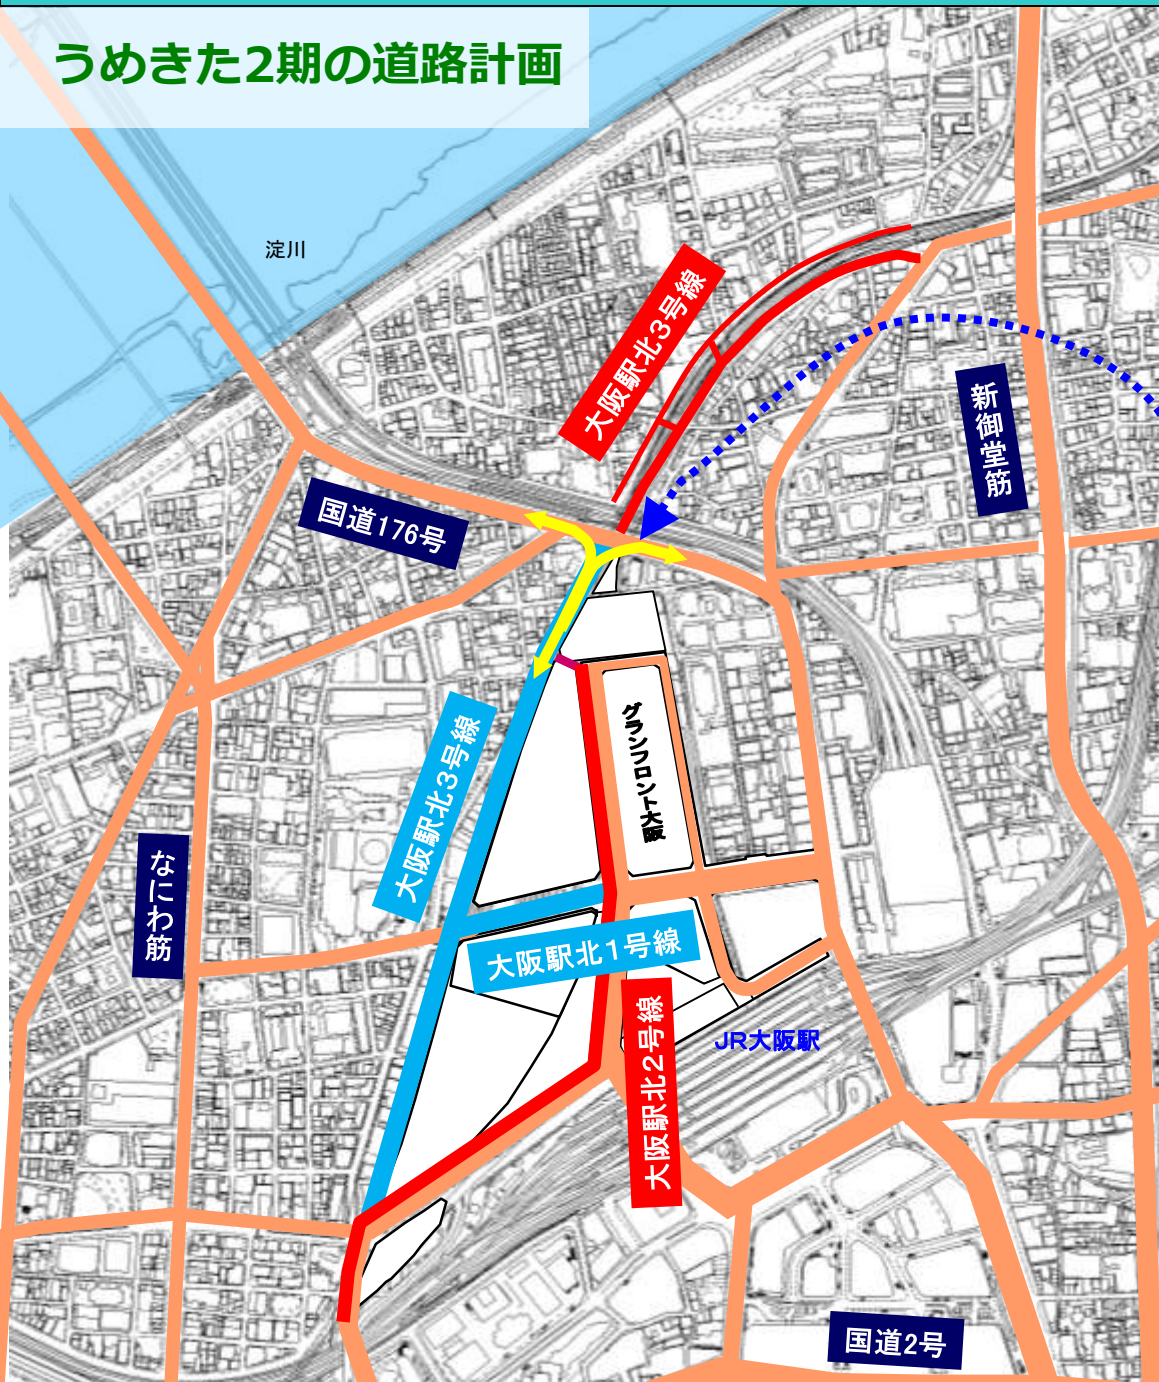 うめきた2期の道路計画
淀川
大阪駅北3号線
新御堂筋
国道176号
グランフロント大阪
大阪駅北3号線
なにわ筋
大阪駅北1号線
大阪駅北2号線
JR大阪駅
国道2号